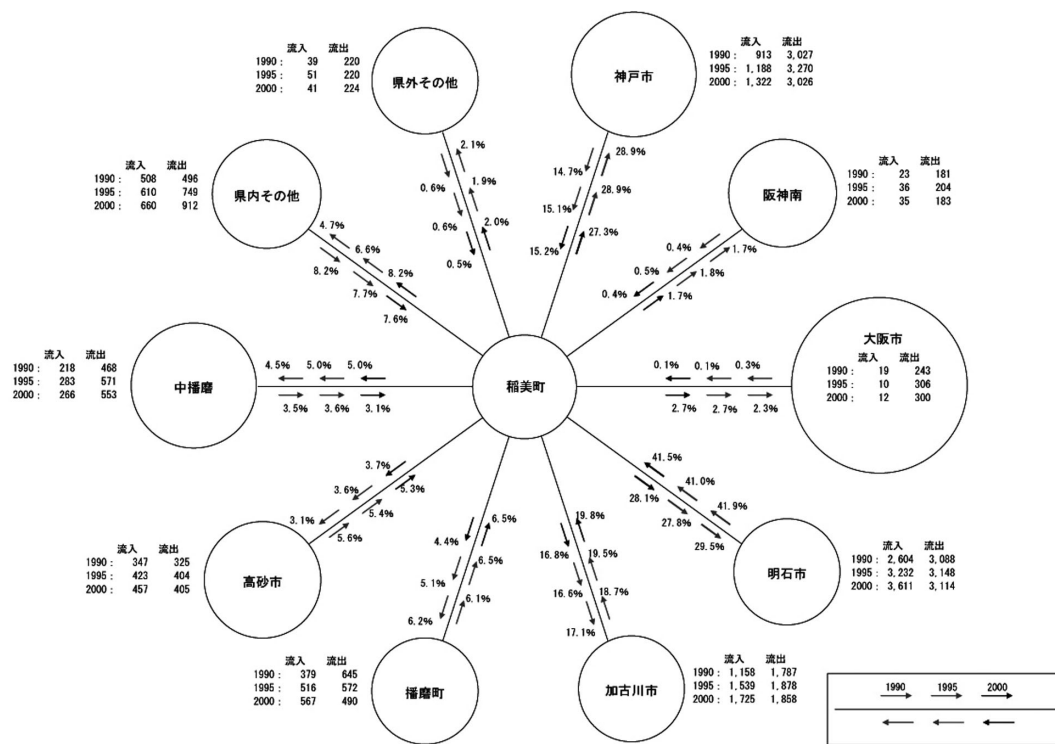 県外その他
流入 流出
1990： 39 220
1995： 51 220
2000： 41 224
神戸市
流入 流出
1990： 913 3,027
1995： 1,188 3,270
2000： 1,322 3,026
県内その他
流入 流出
1990： 508 496
1995： 610 749
2000： 660 912
阪神南
流入 流出
1990： 23 181
1995： 36 204
2000： 35 183
2.1%
1.9%
2.0%
0.6%
0.6%
0.5%
14.7%
15.1%
15.2%
28.9%
28.9%
27.3%
4.7%
6.6%
8.2%
8.2%
7.7%
7.6%
0.4%
0.5%
0.4%
1.7%
1.8%
1.7%
中播磨
流入 流出
1990： 218 468
1995： 283 571
2000： 266 553
4.5% 5.0% 5.0%
3.5% 3.6% 3.1%
稲美町
0.1% 0.1% 0.3%
2.7% 2.7% 2.3%
大阪市
流入 流出
1990： 19 243
1995： 10 306
2000： 12 300
3.7%
3.6%
3.1%
5.3%
5.4%
5.6%
4.4%
5.1%
6.2%
6.5%
6.5%
6.1%
16.8%
16.6%
17.1%
19.8%
19.5%
18.7%
41.5%
41.0%
41.9%
28.1%
27.8%
29.5%
高砂市
流入 流出
1990： 347 325
1995： 423 404
2000： 457 405
明石市
流入 流出
1990： 2,604 3,088
1995： 3,232 3,148
2000： 3,611 3,114
播磨町
流入 流出
1990： 379 645
1995： 516 572
2000： 567 490
加古川市
流入 流出
1990： 1,158 1,787
1995： 1,539 1,878
2000： 1,725 1,858
1990 1995 2000